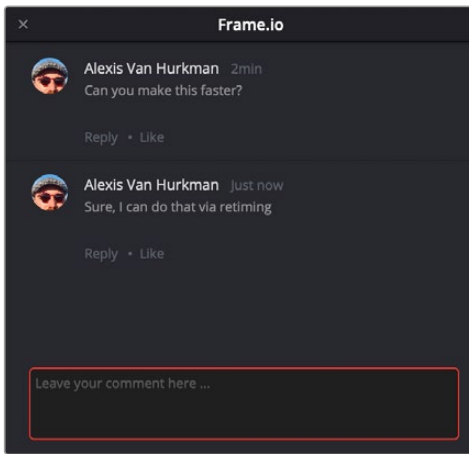 Frame.io
Alexis Van Hurkman 2min
Can you make this faster?
Reply • Like
Alexis Van Hurkman Just now
Sure, I can do that via retiming
Reply • Like
Leave your comment here ...